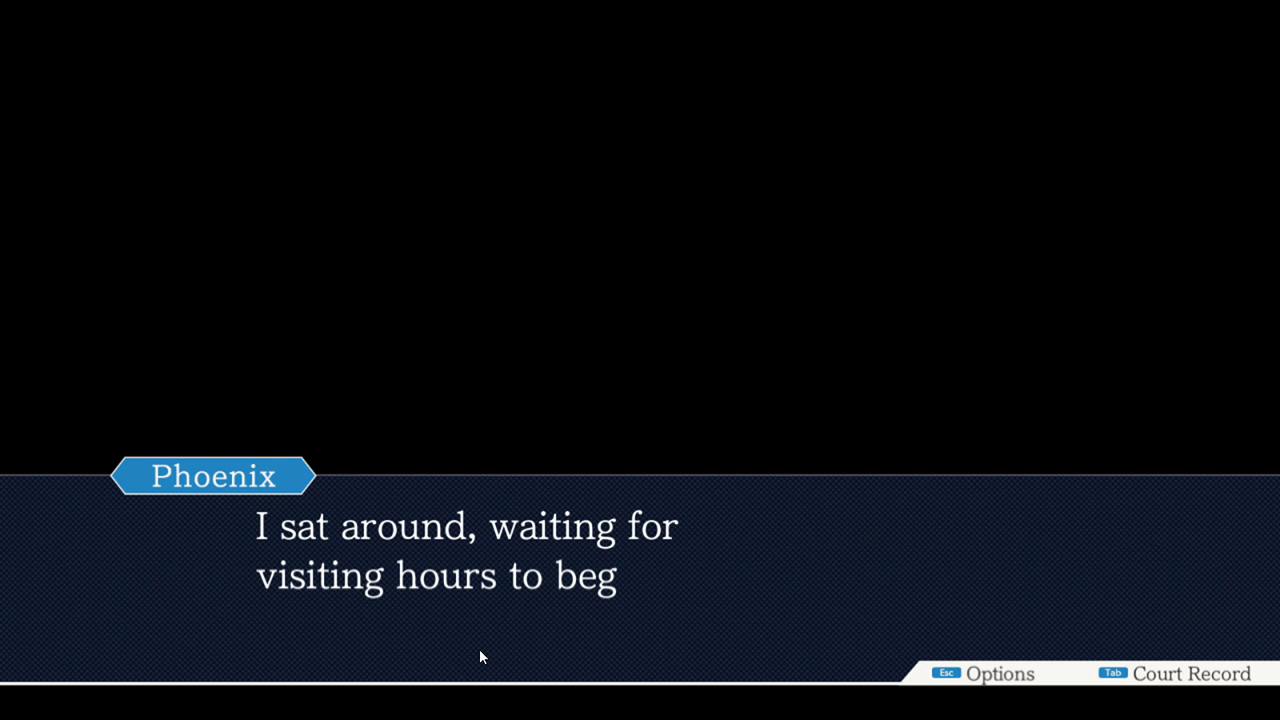 Phoenix
I sat around, waiting for
visiting hours to beg
Esc Options Tab Court Record